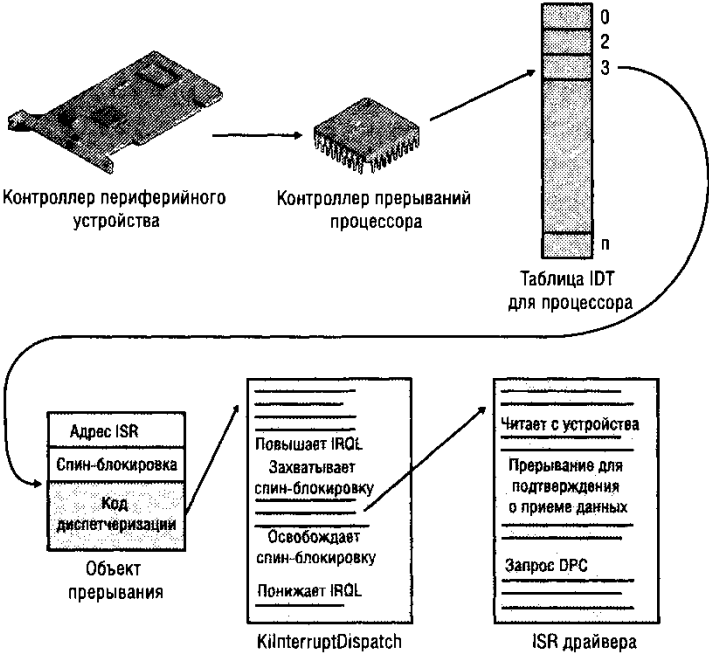 0
2
3
n
Контроллер периферийного
устройства
Контроллер прерываний
процессора
Таблица IDT
для процессора
Адрес ISR
Спин-блокировка
Код
диспетчеризации
Объект
прерывания
Повышает IRQL
Захватывает
спин-блокировку
Освобождает
спин-блокировку
Понижает IRQL
KiInterruptDispatch
Читает с устройства
Прерывание для
подтверждения
о приеме данных
Запрос DPC
ISR драйвера